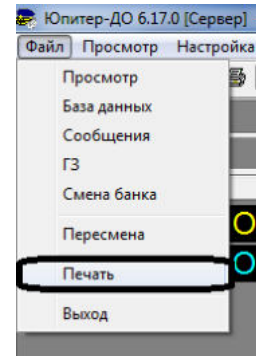 Юпитер-ДО 6.17.0 [Сервер]
Файл Просмотр Настройка
Просмотр
База данных
Сообщения
ГЗ
Смена банка
Пересмена
Печать
Выход